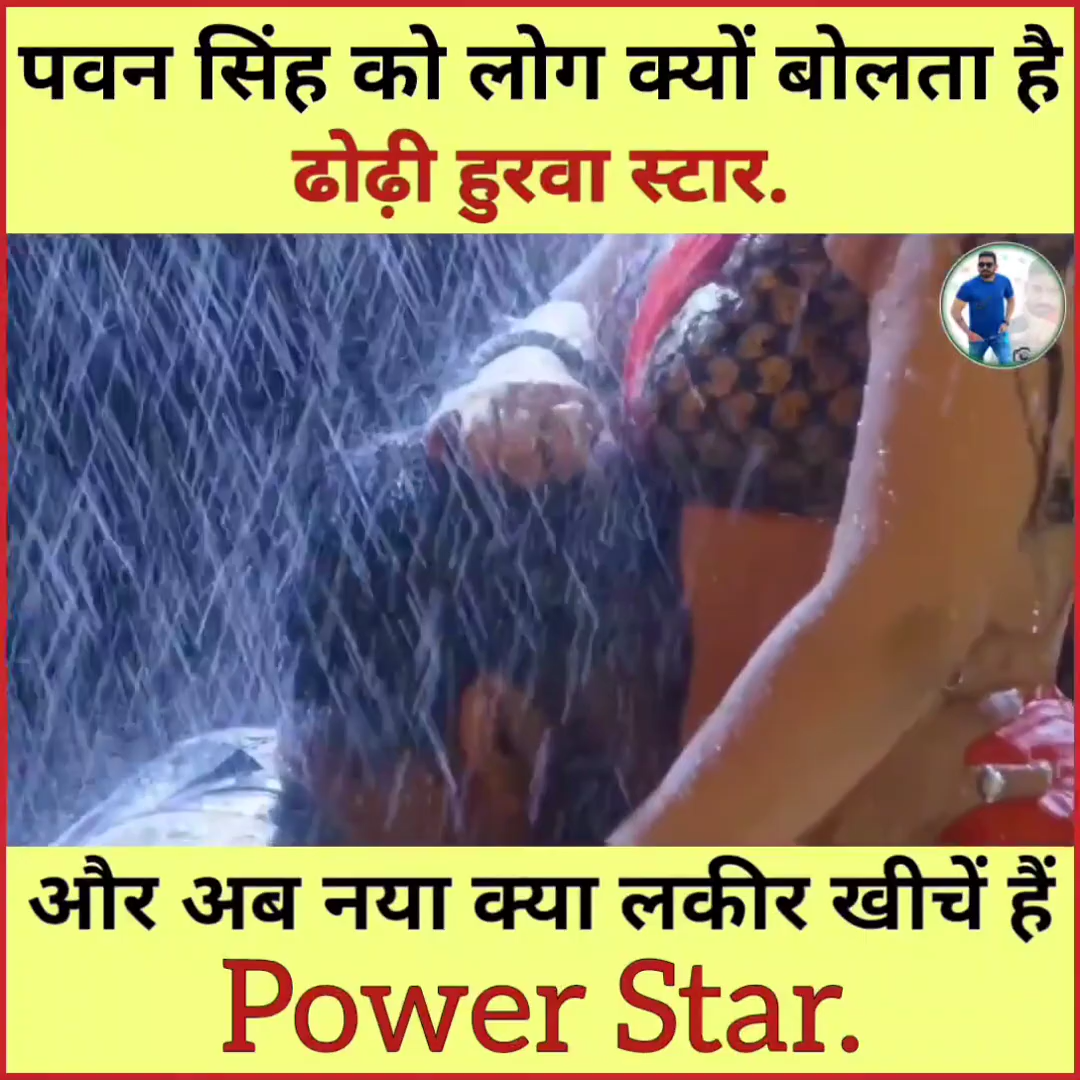 पवन सिंह को लोग क्यों बोलता है
ढोढ़ी हुरवा स्टार.
और अब नया क्या लकीर खीचें हैं
Power Star.